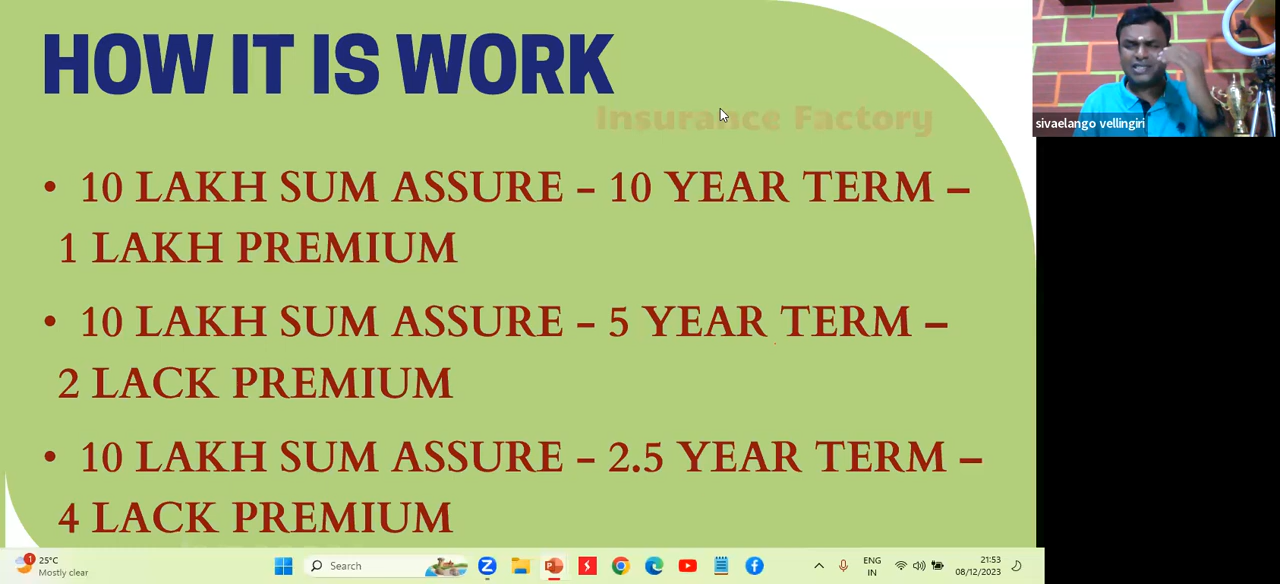 HOW IT IS WORK
Insurance Factory
sivaelango vellingiri
• 10 LAKH SUM ASSURE – 10 YEAR TERM –
1 LAKH PREMIUM
• 10 LAKH SUM ASSURE – 5 YEAR TERM –
2 LACK PREMIUM
• 10 LAKH SUM ASSURE – 2.5 YEAR TERM –
4 LACK PREMIUM
1
25°C
Mostly clear
Search
ENG
IN
21:53
08/12/2023